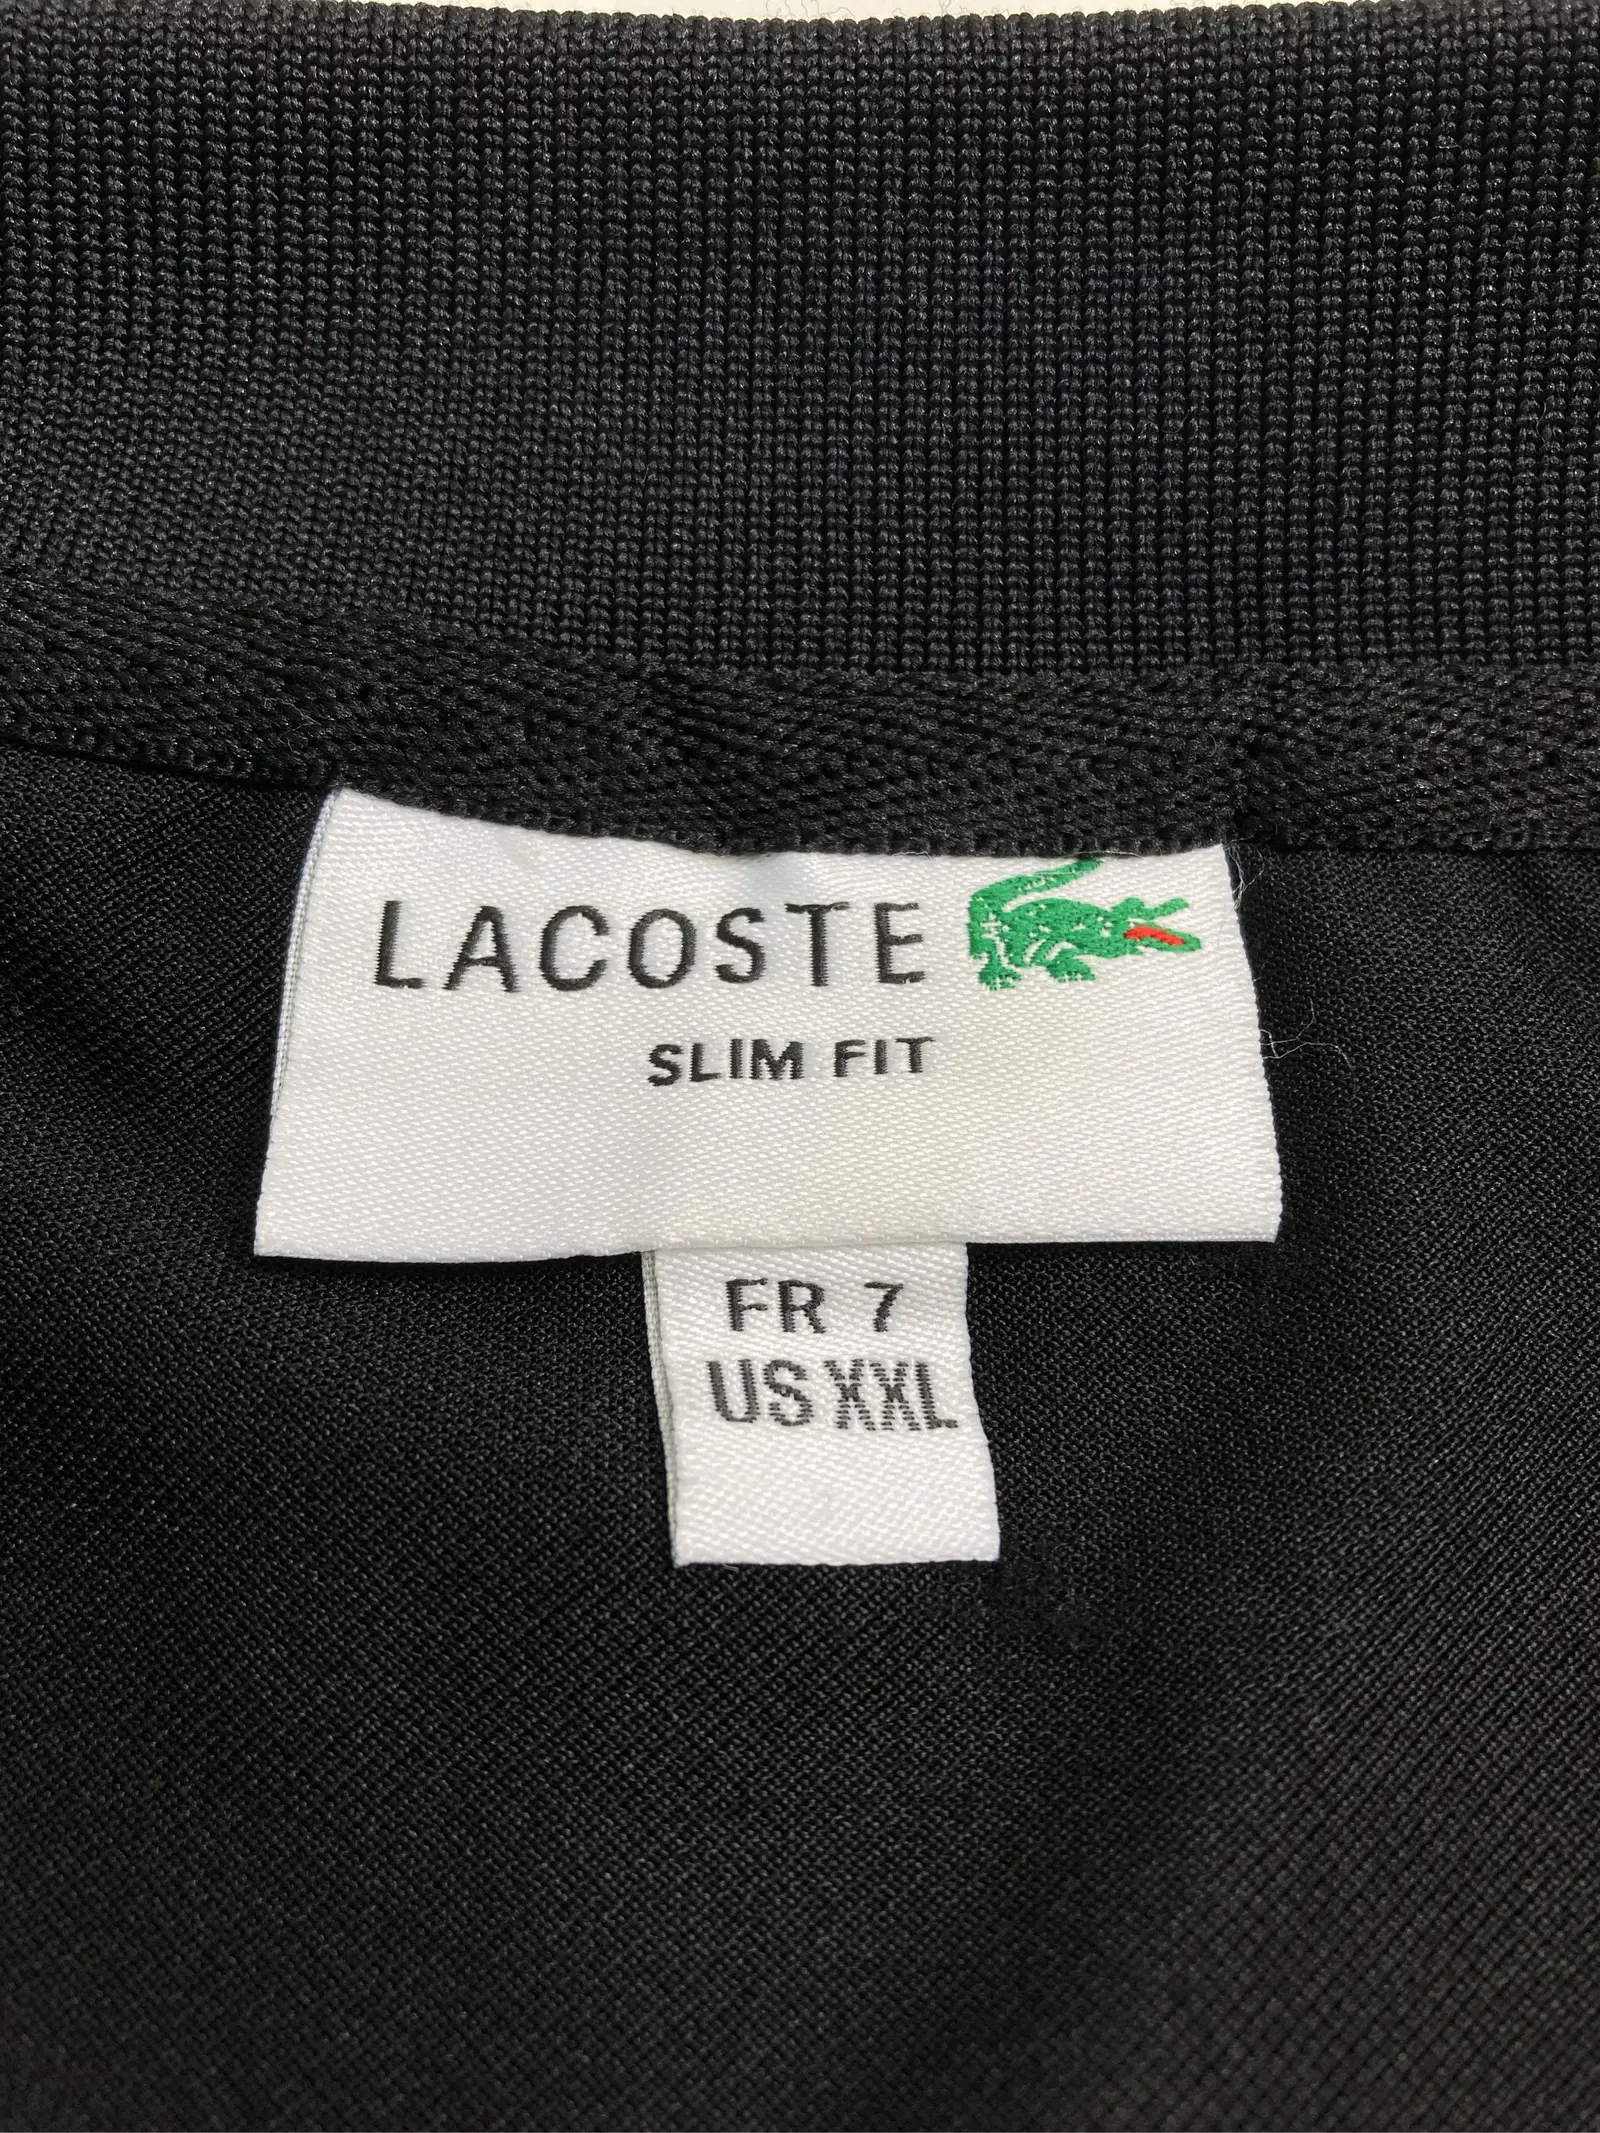 LACOSTE
SLIM FIT
FR 7
US XXL